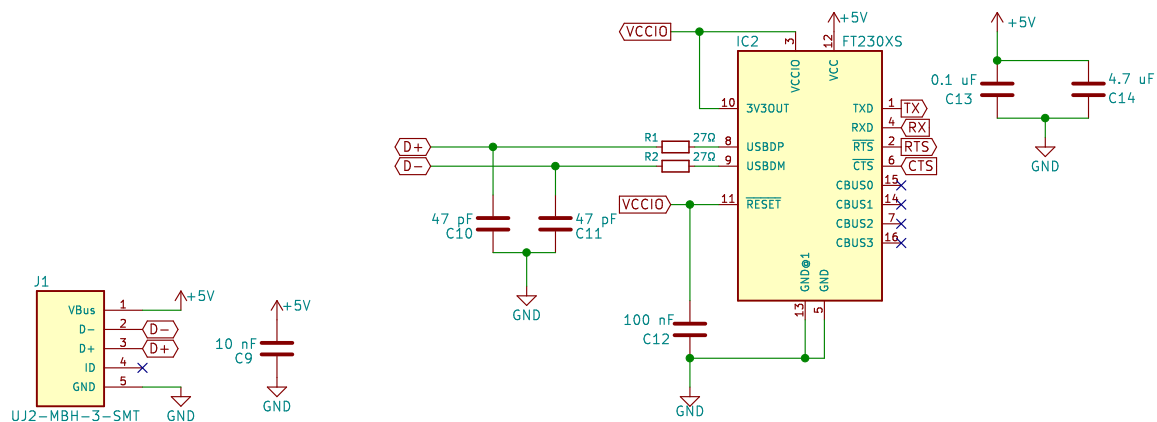 VCCIO
+5V
+5V
IC2
FT230XS
3
12
VCCIO
VCC
0.1 uF
C13
4.7 uF
C14
GND
10
3V3OUT
TXD
1
TX
RXD
4
RX
D+
R1
27Ω
8
USBDP
RTS
2
RTS
D-
R2
27Ω
9
USBDM
CTS
6
CTS
CBUS0
15
VCCIO
11
RESET
CBUS1
14
CBUS2
7
CBUS3
16
47 pF
C10
47 pF
C11
GND
GND@1
GND
13
5
100 nF
C12
GND
J1
VBus
1
+5V
D-
2
D-
D+
3
D+
ID
4
GND
5
GND
UJ2-MBH-3-SMT
+5V
10 nF
C9
GND